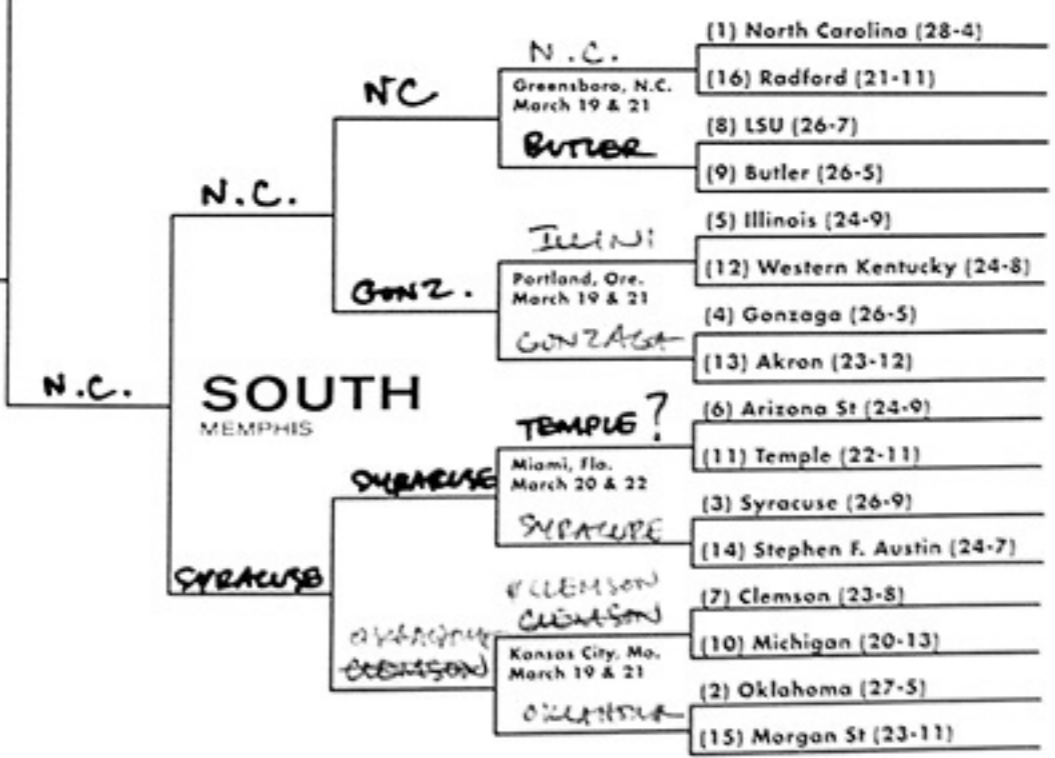 (1) North Carolina (28-4)
N.C.
(16) Radford (21-11)
Greensboro, N.C.
March 19 & 21
NC
(8) LSU (26-7)
BUTLER
(9) Butler (26-5)
N.C.
(5) Illinois (24-9)
ILLINI
(12) Western Kentucky (24-8)
Portland, Ore.
March 19 & 21
GONZ.
(4) Gonzaga (26-5)
GONZAGA
(13) Akron (23-12)
N.C.
SOUTH
MEMPHIS
(6) Arizona St (24-9)
TEMPLE?
(11) Temple (22-11)
Miami, Fla.
March 20 & 22
SYRACUSE
(3) Syracuse (26-9)
SYRACUSE
(14) Stephen F. Austin (24-7)
SYRACUSE
CLEMSON
(7) Clemson (23-8)
CLEMSON
(10) Michigan (20-13)
Kansas City, Mo.
March 19 & 21
OKLAHOMA
CLEMSON
(2) Oklahoma (27-5)
OKLAHOMA
(15) Morgan St (23-11)